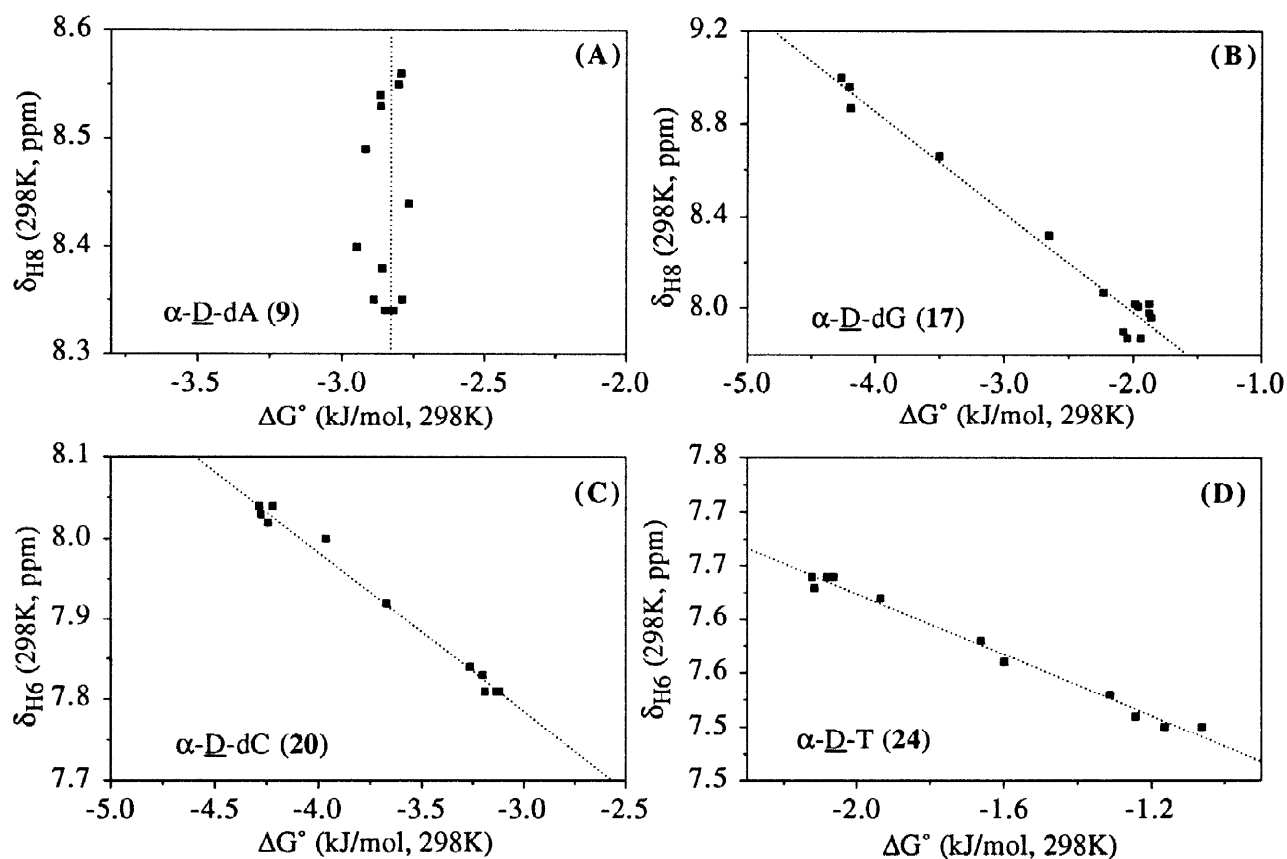 (A)
8.6
8.5
8.4
8.3
δH8 (298K, ppm)
α-D-dA (9)
-3.5 -3.0 -2.5 -2.0
ΔG° (kJ/mol, 298K)
(B)
9.2
8.8
8.4
8.0
δH8 (298K, ppm)
α-D-dG (17)
-5.0 -4.0 -3.0 -2.0 -1.0
ΔG° (kJ/mol, 298K)
(C)
8.1
8.0
7.9
7.8
7.7
δH6 (298K, ppm)
α-D-dC (20)
-5.0 -4.5 -4.0 -3.5 -3.0 -2.5
ΔG° (kJ/mol, 298K)
(D)
7.8
7.7
7.7
7.6
7.6
7.5
7.5
δH6 (298K, ppm)
α-D-T (24)
-2.0 -1.6 -1.2
ΔG° (kJ/mol, 298K)